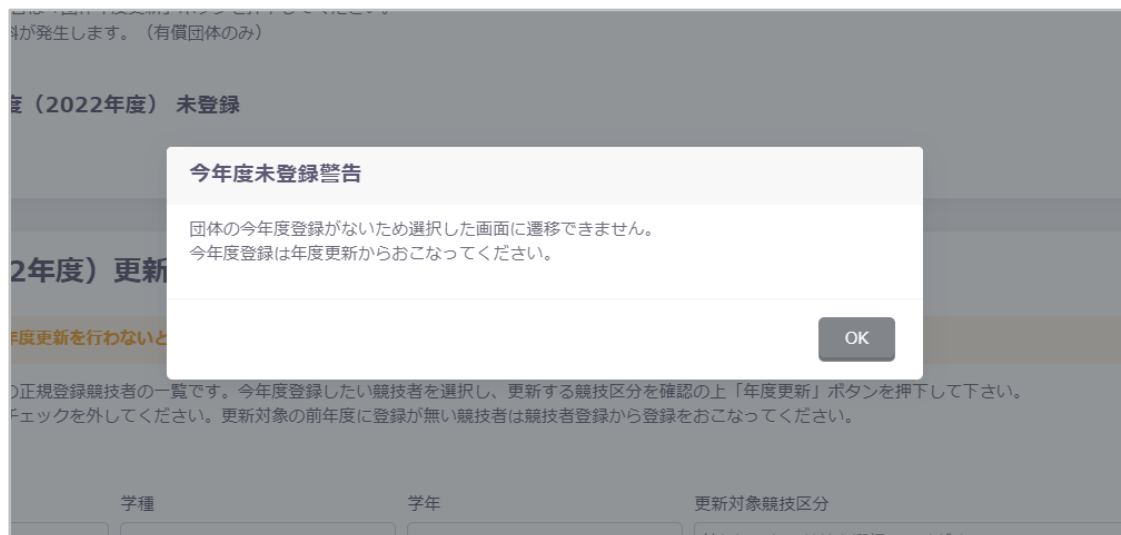 料が発生します。（有償団体のみ）
度（2022年度） 未登録
今年度未登録警告
団体の今年度登録がないため選択した画面に遷移できません。
今年度登録は年度更新からおこなってください。
2年度）更新
年度更新を行わないと
OK
の正規登録競技者の一覧です。今年度登録したい競技者を選択し、更新する競技区分を確認の上「年度更新」ボタンを押下して下さい。
チェックを外してください。更新対象の前年度に登録が無い競技者は競技者登録から登録をおこなってください。
学種
学年
更新対象競技区分